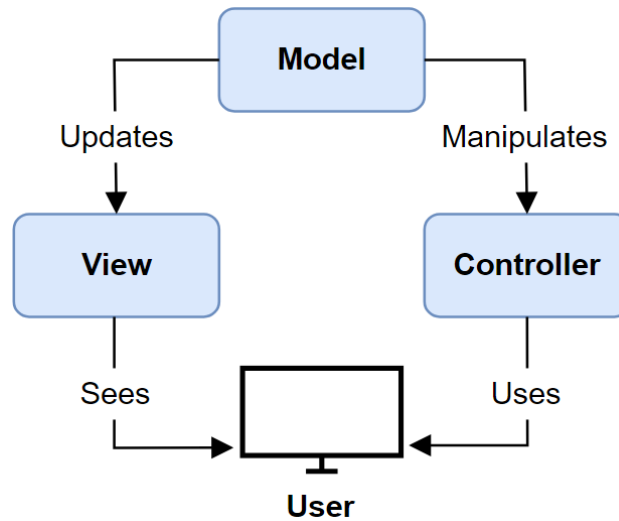 Model
Updates
Manipulates
View
Controller
Sees
Uses
User